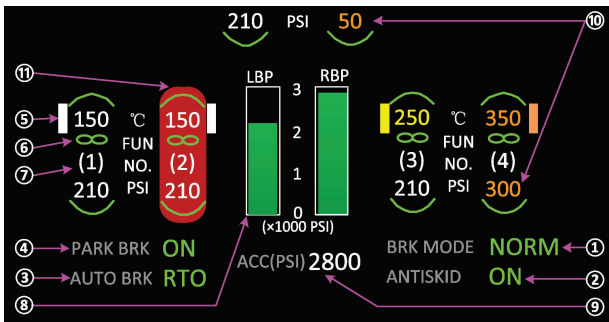 210 PSI 50 ⑩
⑪ LBP 3 RBP
⑤ 150 ℃ 150 2 250 ℃ 350
⑥ FUN FUN
⑦ (1) NO. (2) 1 (3) NO. (4)
210 PSI 210 0 210 PSI 300
(×1000 PSI)
④ PARK BRK ON BRK MODE NORM ①
③ AUTO BRK RTO ACC(PSI) 2800 ANTISKID ON ②
⑧ ⑨